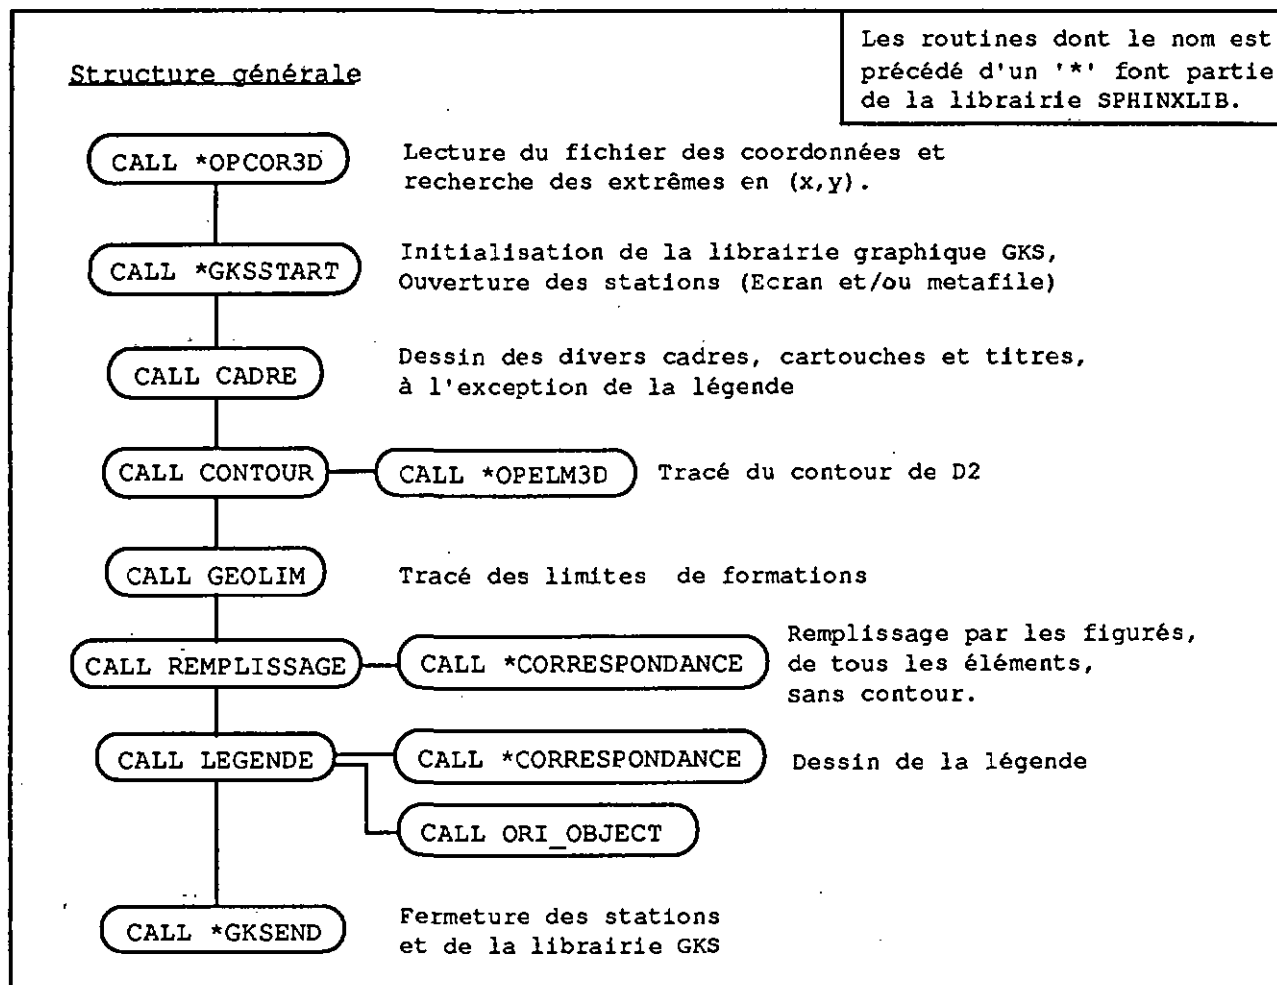 Structure générale
Les routines dont le nom est
précédé d'un '*' font partie
de la librairie SPHINXLIB.
CALL *OPCOR3D
Lecture du fichier des coordonnées et
recherche des extrêmes en (x,y).
CALL *GKSSTART
Initialisation de la librairie graphique GKS,
Ouverture des stations (Ecran et/ou metafile)
CALL CADRE
Dessin des divers cadres, cartouches et titres,
à l'exception de la légende
CALL CONTOUR
CALL *OPELM3D
Tracé du contour de D2
CALL GEOLIM
Tracé des limites de formations
CALL REMPLISSAGE
CALL *CORRESPONDANCE
Remplissage par les figurés,
de tous les éléments,
sans contour.
CALL LEGENDE
CALL *CORRESPONDANCE
Dessin de la légende
CALL ORI_OBJECT
CALL *GKSEND
Fermeture des stations
et de la librairie GKS